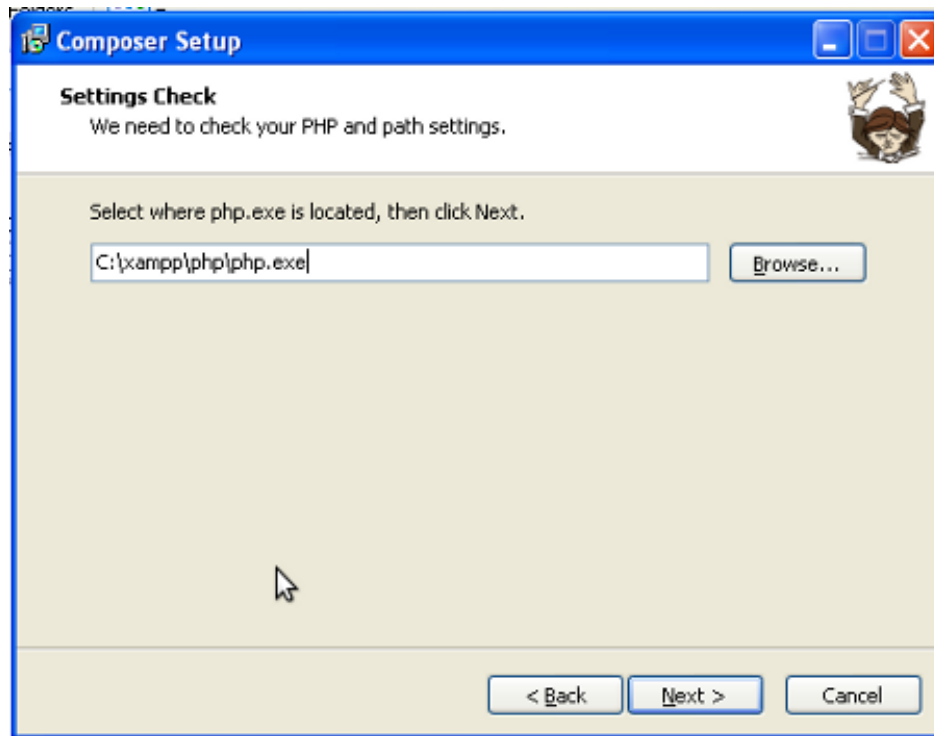 Composer Setup
Settings Check
We need to check your PHP and path settings.
Select where php.exe is located, then click Next.
C:\xampp\php\php.exe
Browse...
< Back
Next >
Cancel